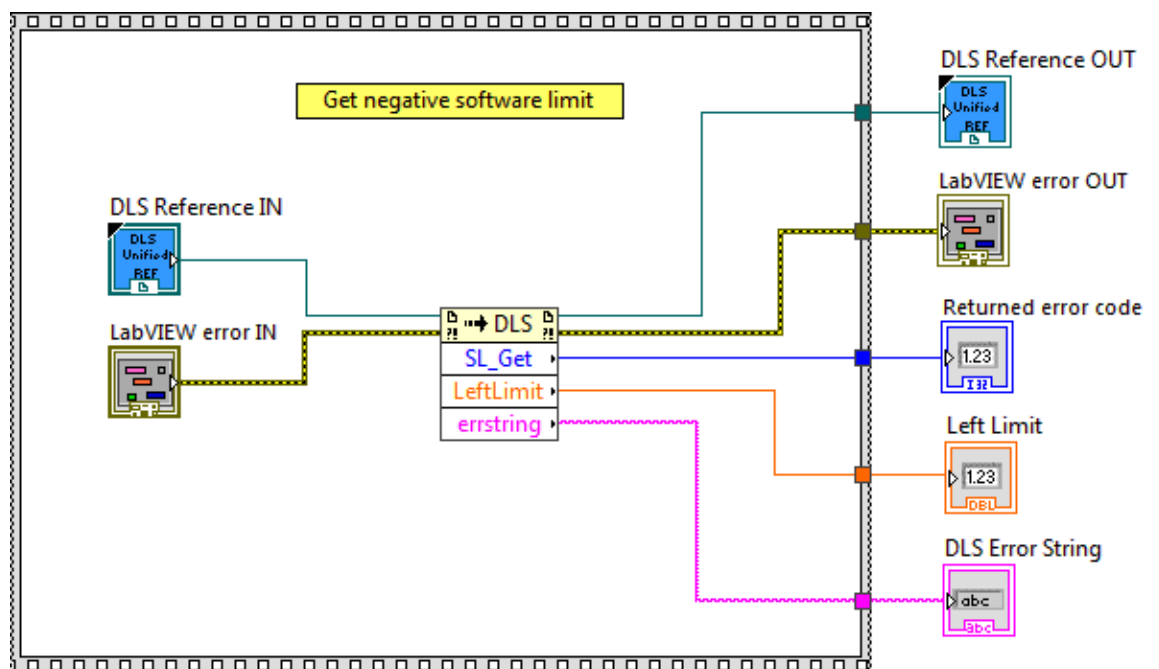 DLS Reference OUT
DLS
Unified
REF
Get negative software limit
LabVIEW error OUT
DLS Reference IN
DLS
Unified
REF
Returned error code
1.23
I32
LabVIEW error IN
?! DLS ?!
SL_Get
LeftLimit
errstring
Left Limit
1.23
DBL
DLS Error String
abc
abc